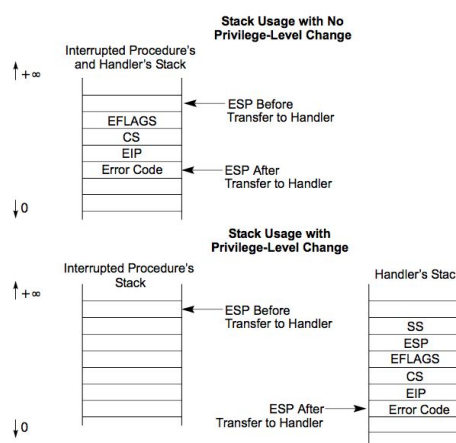 Stack Usage with No
Privilege-Level Change
Interrupted Procedure's
and Handler's Stack
+∞
ESP Before
Transfer to Handler
EFLAGS
CS
EIP
Error Code
ESP After
Transfer to Handler
0
Stack Usage with
Privilege-Level Change
Interrupted Procedure's
Stack
Handler's Stac
+∞
ESP Before
Transfer to Handler
SS
ESP
EFLAGS
CS
EIP
ESP After
Transfer to Handler
Error Code
0